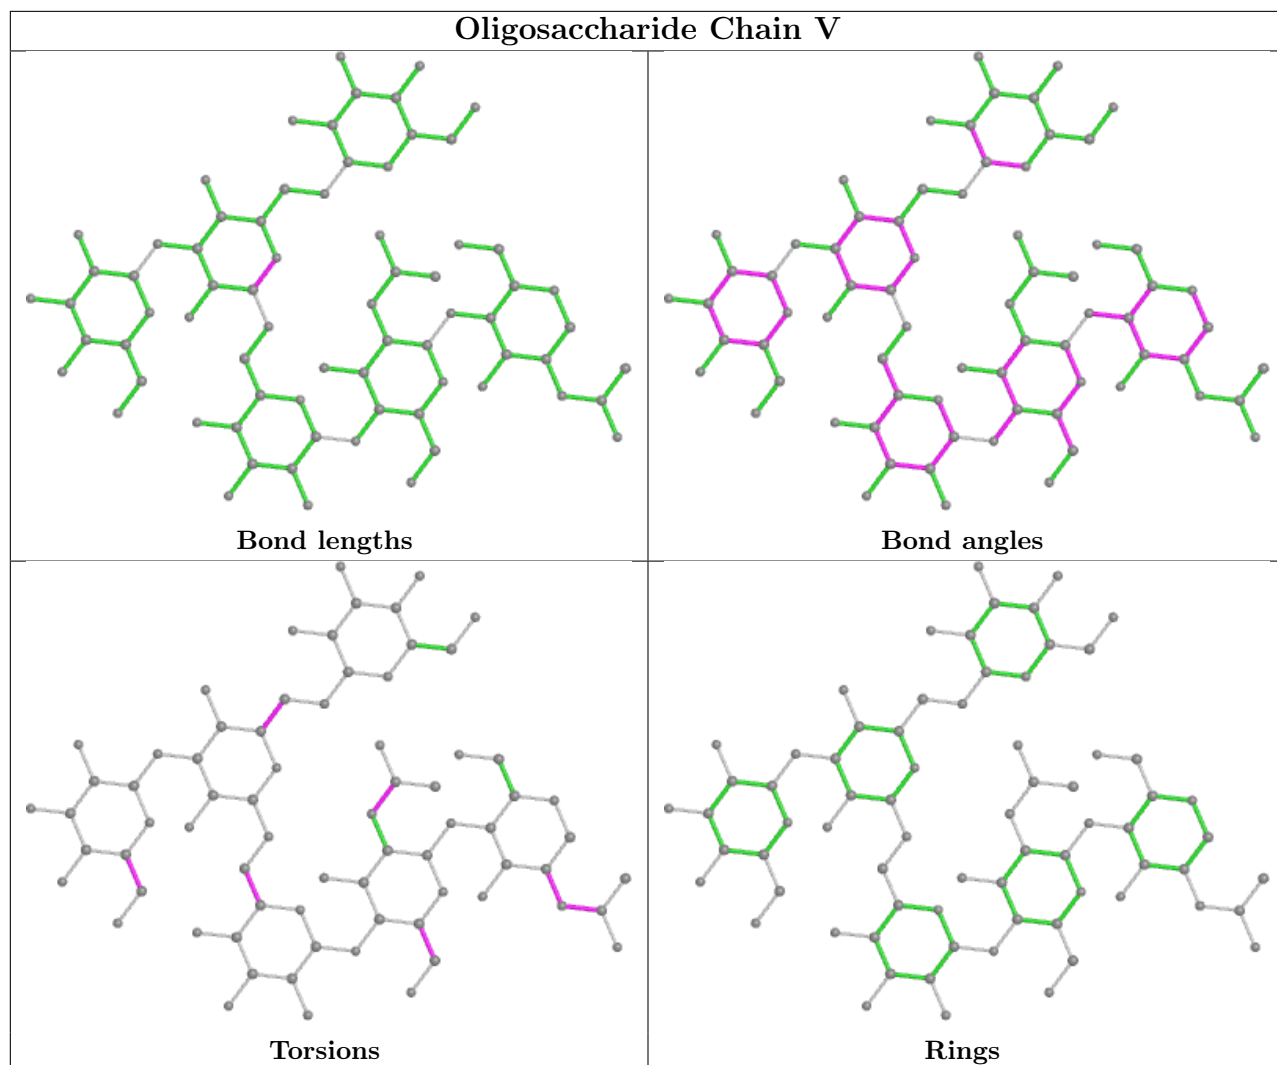 Oligosaccharide Chain V
Bond lengths
Bond angles
Torsions
Rings